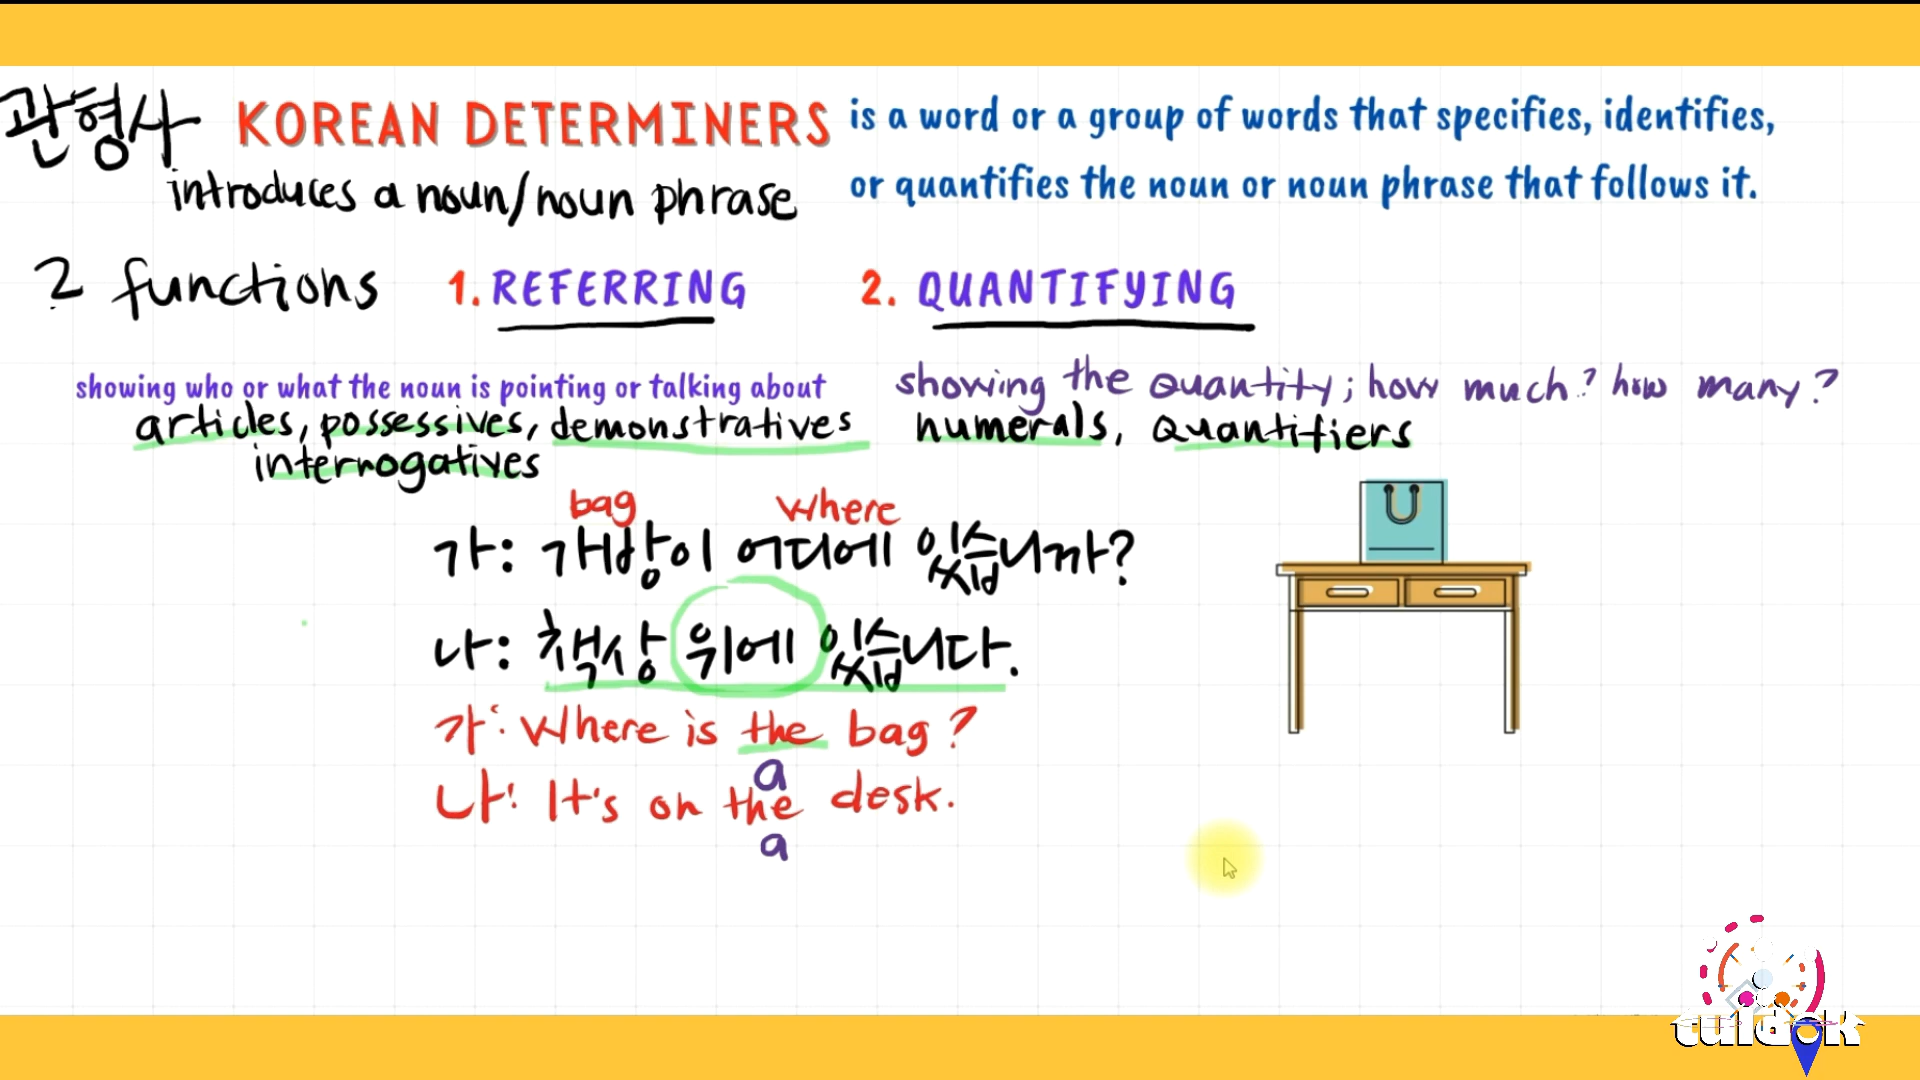 관형사 KOREAN DETERMINERS is a word or a group of words that specifies, identifies,
introduces a noun/noun phrase or quantifies the noun or noun phrase that follows it.
2 functions 1. REFERRING 2. QUANTIFYING
showing who or what the noun is pointing or talking about showing the quantity; how much? how many?
articles, possessives, demonstratives numerals, quantifiers
interrogatives
bag where
가: 개방이 어디에 있습니까?
나: 책상 위에 있습니다.
가: Where is the bag?
a
나: It's on the desk.
a
tuldok